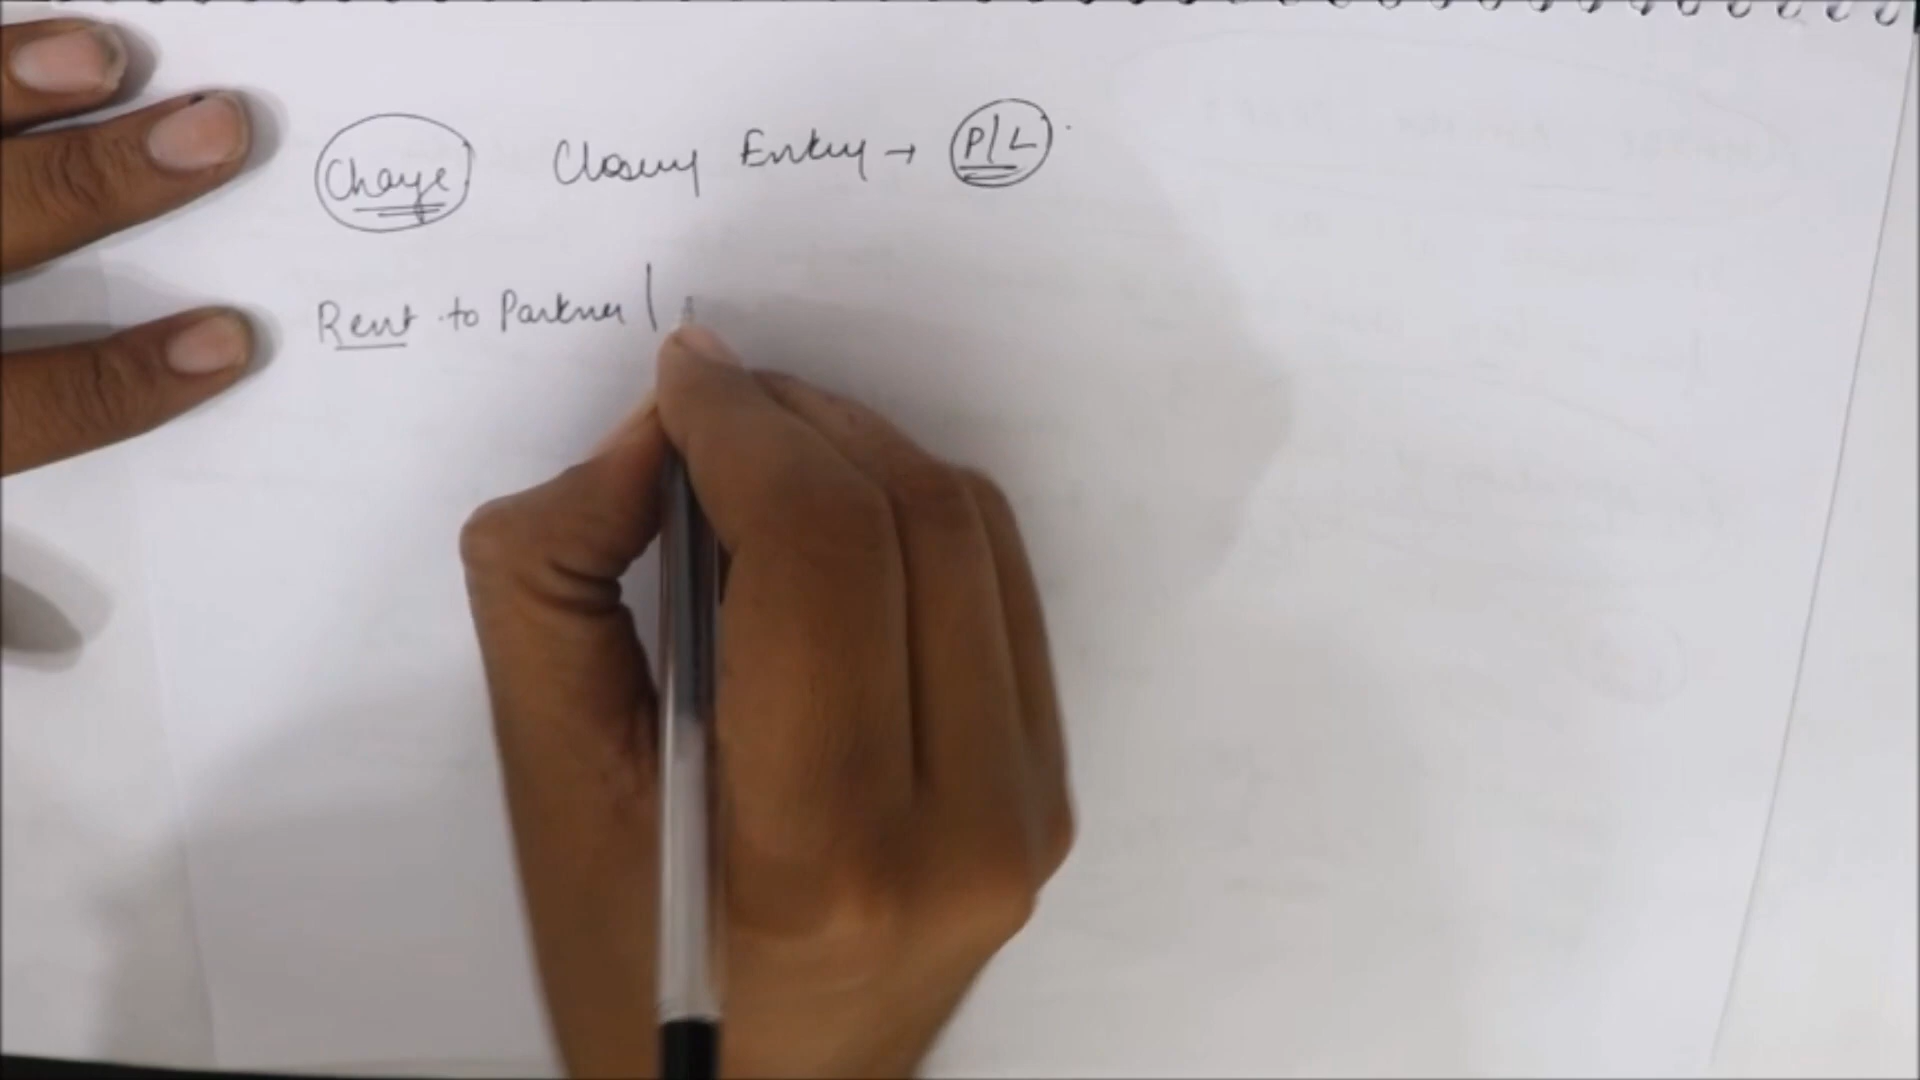 Charge Closing Entry → P/L
Rent to Partner |